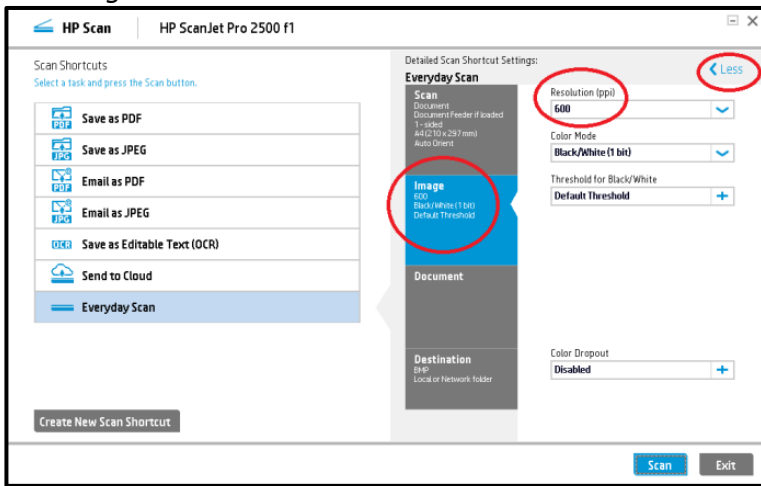 HP Scan HP ScanJet Pro 2500 f1
Scan Shortcuts
Select a task and press the Scan button.
PDF Save as PDF
JPG Save as JPEG
PDF Email as PDF
JPG Email as JPEG
OCR Save as Editable Text (OCR)
Send to Cloud
Everyday Scan
Create New Scan Shortcut
Detailed Scan Shortcut Settings:
Less
Everyday Scan
Scan
Document
Document Feeder if loaded
1 - sided
A4 (210 x 297 mm)
Auto Orient
Image
600
Black/White (1 bit)
Default Threshold
Document
Destination
BMP
Local or Network folder
Resolution (ppi)
600
Color Mode
Black/White (1 bit)
Threshold for Black/White
Default Threshold
Color Dropout
Disabled
Scan Exit